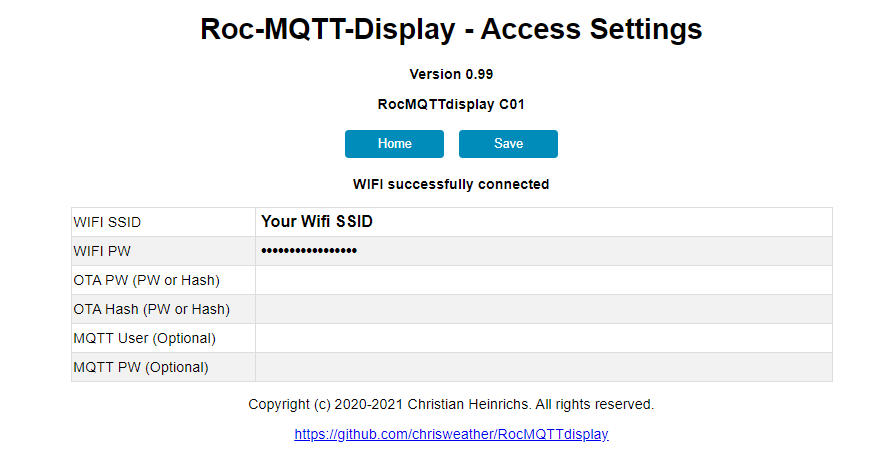 Roc-MQTT-Display - Access Settings
Version 0.99
RocMQTTdisplay C01
Home Save
WIFI successfully connected
WIFI SSID Your Wifi SSID
WIFI PW •••••••••••••••••
OTA PW (PW or Hash)
OTA Hash (PW or Hash)
MQTT User (Optional)
MQTT PW (Optional)
Copyright (c) 2020-2021 Christian Heinrichs. All rights reserved.
https://github.com/chrisweather/RocMQTTdisplay